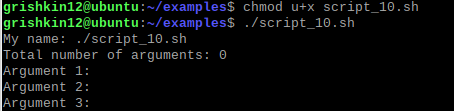 grishkin12@ubuntu:~/examples$ chmod u+x script_10.sh
grishkin12@ubuntu:~/examples$ ./script_10.sh
My name: ./script_10.sh
Total number of arguments: 0
Argument 1:
Argument 2:
Argument 3: